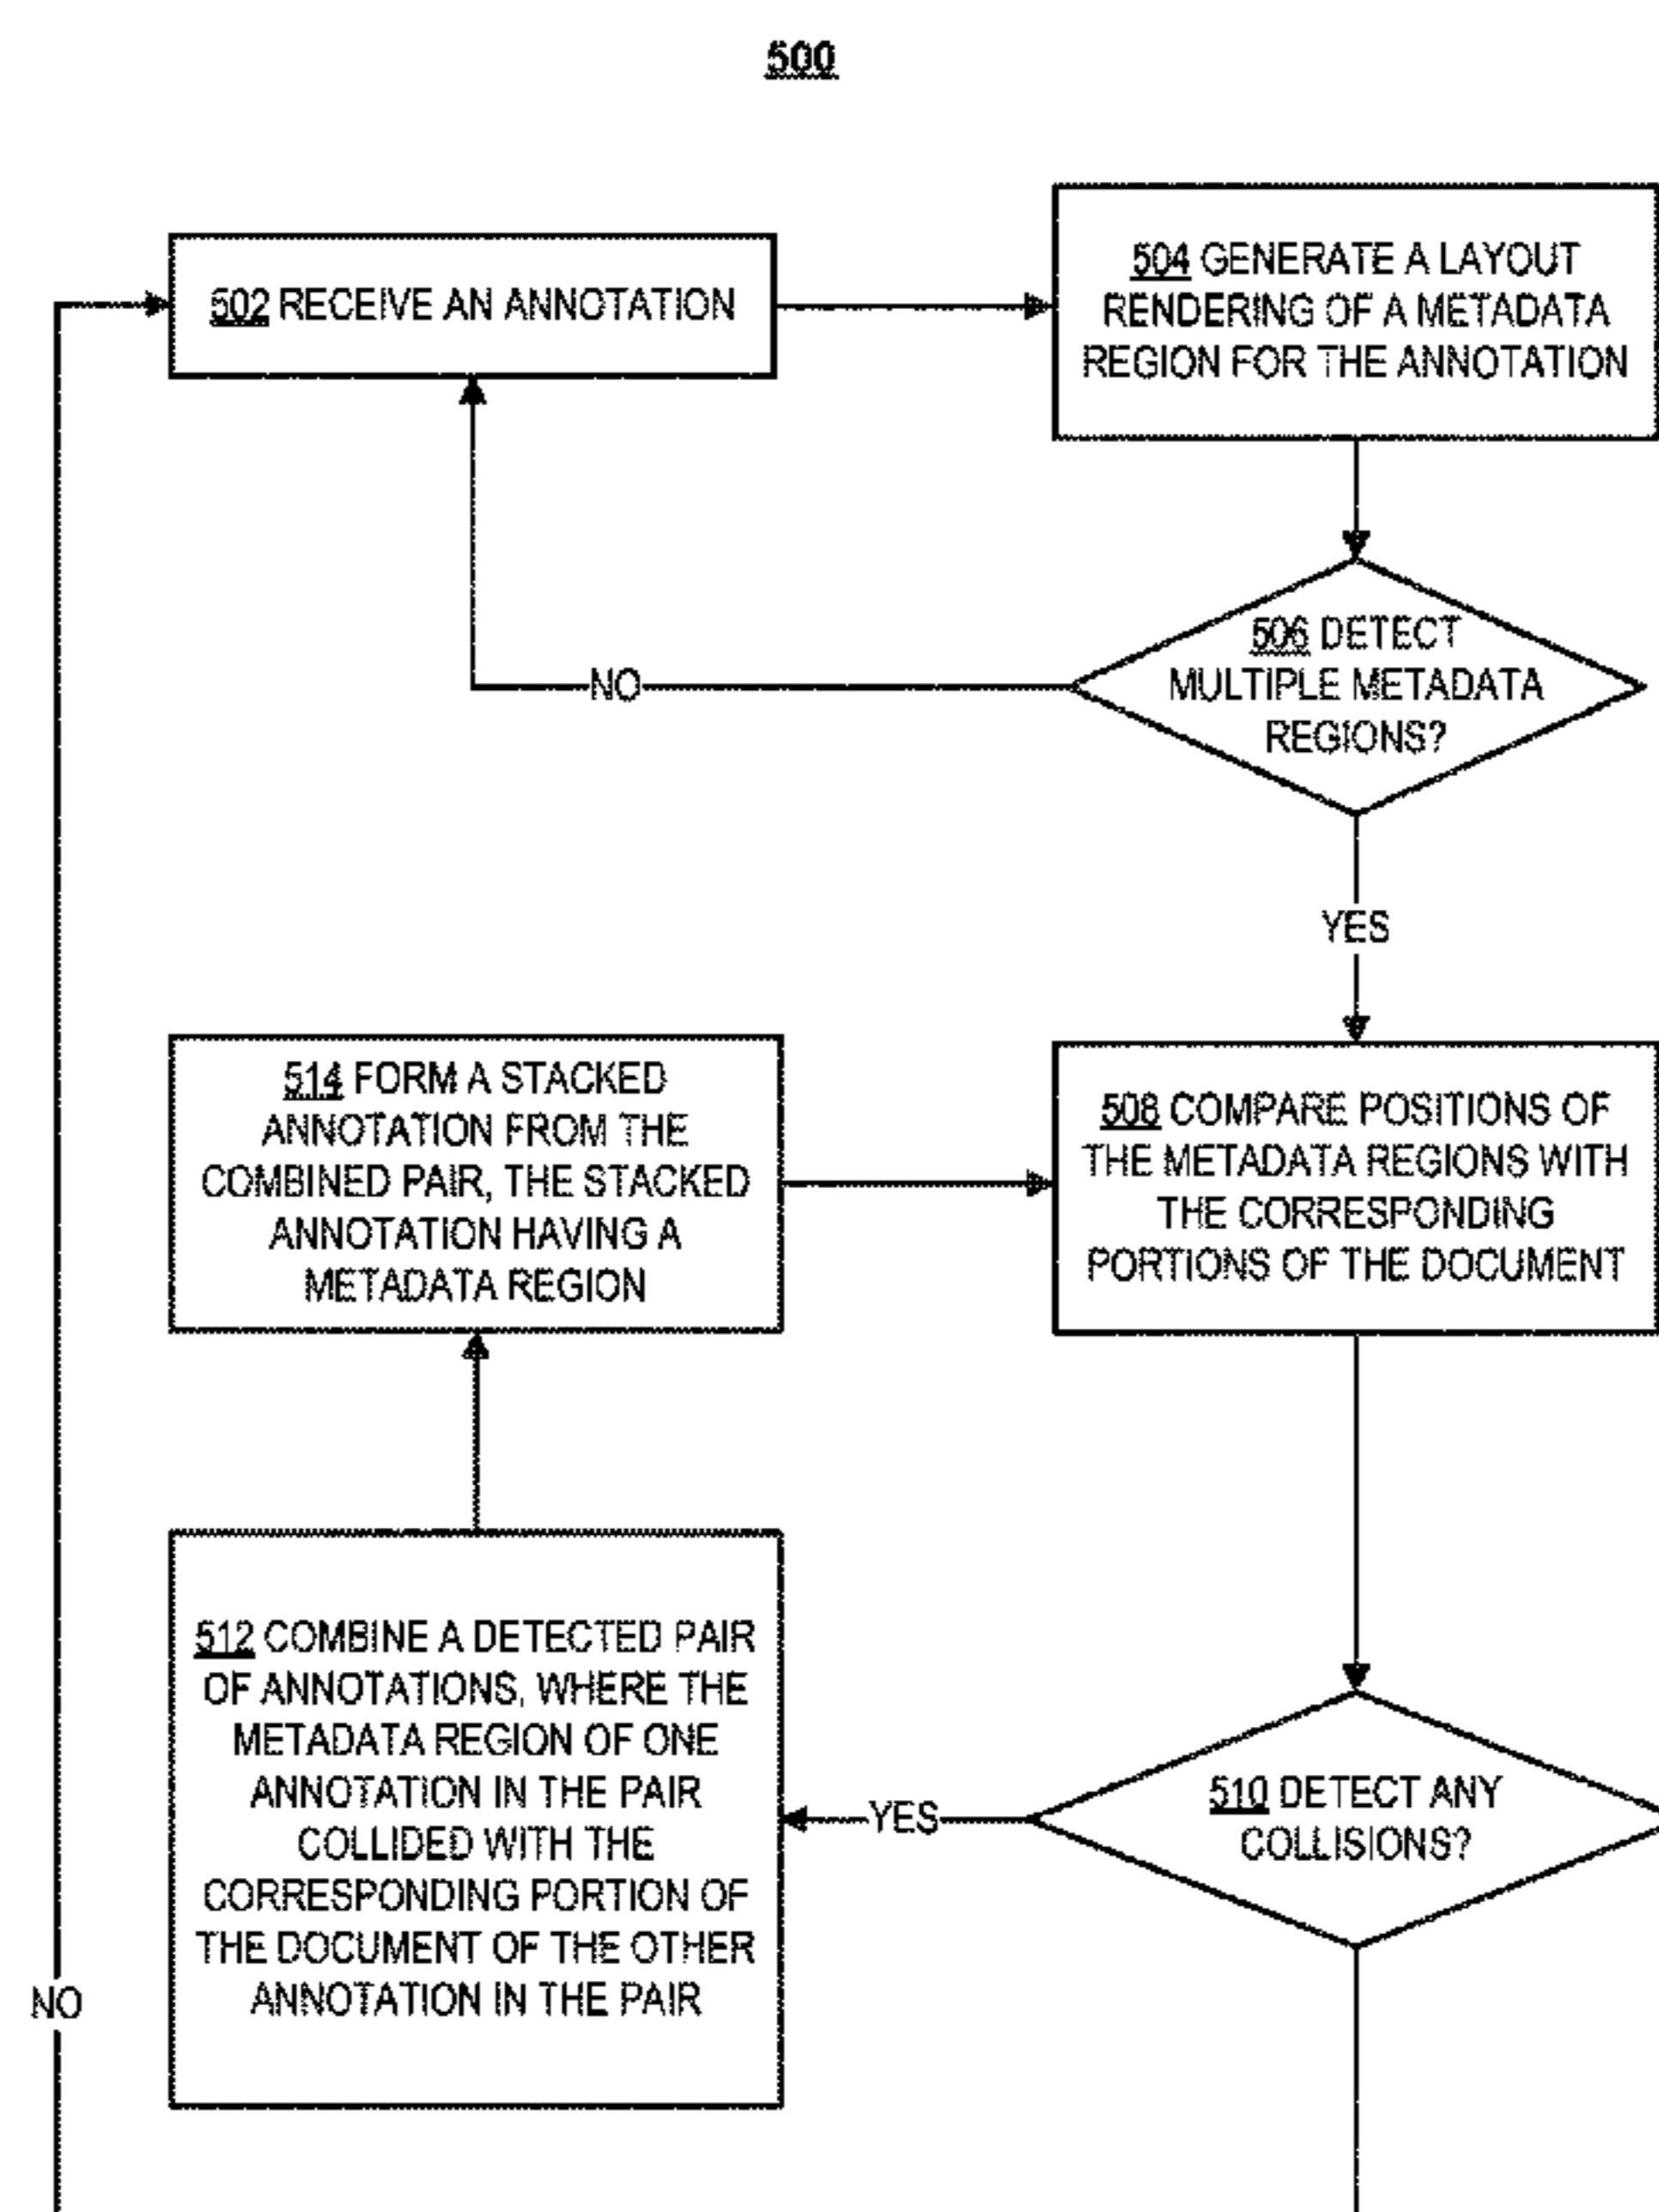 500
502 RECEIVE AN ANNOTATION
504 GENERATE A LAYOUT
RENDERING OF A METADATA
REGION FOR THE ANNOTATION
506 DETECT
MULTIPLE METADATA
REGIONS?
NO
YES
508 COMPARE POSITIONS OF
THE METADATA REGIONS WITH
THE CORRESPONDING
PORTIONS OF THE DOCUMENT
514 FORM A STACKED
ANNOTATION FROM THE
COMBINED PAIR, THE STACKED
ANNOTATION HAVING A
METADATA REGION
510 DETECT ANY
COLLISIONS?
YES
512 COMBINE A DETECTED PAIR
OF ANNOTATIONS, WHERE THE
METADATA REGION OF ONE
ANNOTATION IN THE PAIR
COLLIDED WITH THE
CORRESPONDING PORTION OF
THE DOCUMENT OF THE OTHER
ANNOTATION IN THE PAIR
NO